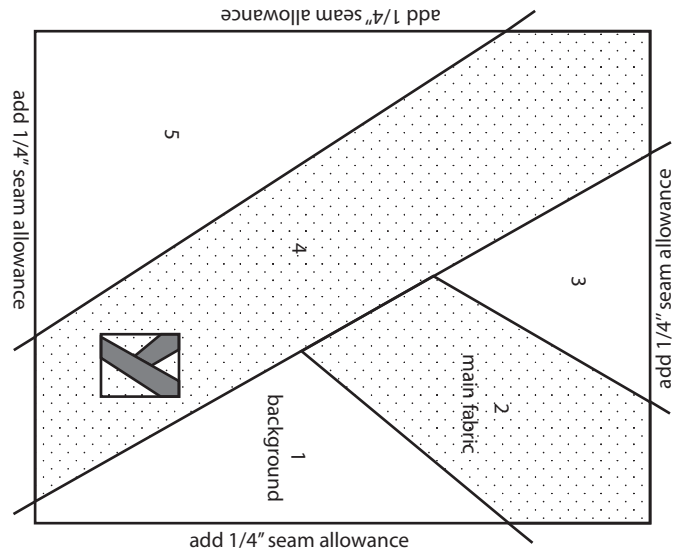 add 1/4" seam allowance
add 1/4" seam allowance
5
4
3
add 1/4" seam allowance
2
main fabric
1
background
add 1/4" seam allowance